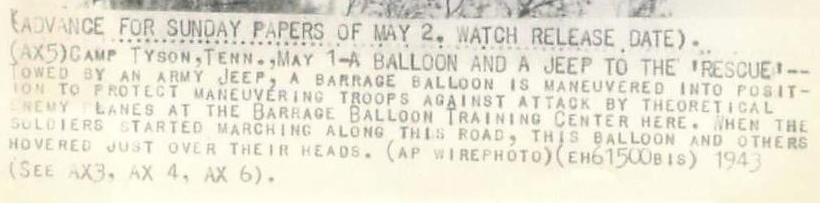 (ADVANCE FOR SUNDAY PAPERS OF MAY 2. WATCH RELEASE DATE).
(AX5)CAMP TYSON,TENN.,MAY 1-A BALLOON AND A JEEP TO THE 'RESCUE'--
TOWED BY AN ARMY JEEP, A BARRAGE BALLOON IS MANEUVERED INTO POSIT-
ION TO PROTECT MANEUVERING TROOPS AGAINST ATTACK BY THEORETICAL
ENEMY PLANES AT THE BARRAGE BALLOON TRAINING CENTER HERE. WHEN THE
SOLDIERS STARTED MARCHING ALONG THIS ROAD, THIS BALLOON AND OTHERS
HOVERED JUST OVER THEIR HEADS. (AP WIREPHOTO)(EH61500BIS) 1943
(SEE AX3, AX 4, AX 6).